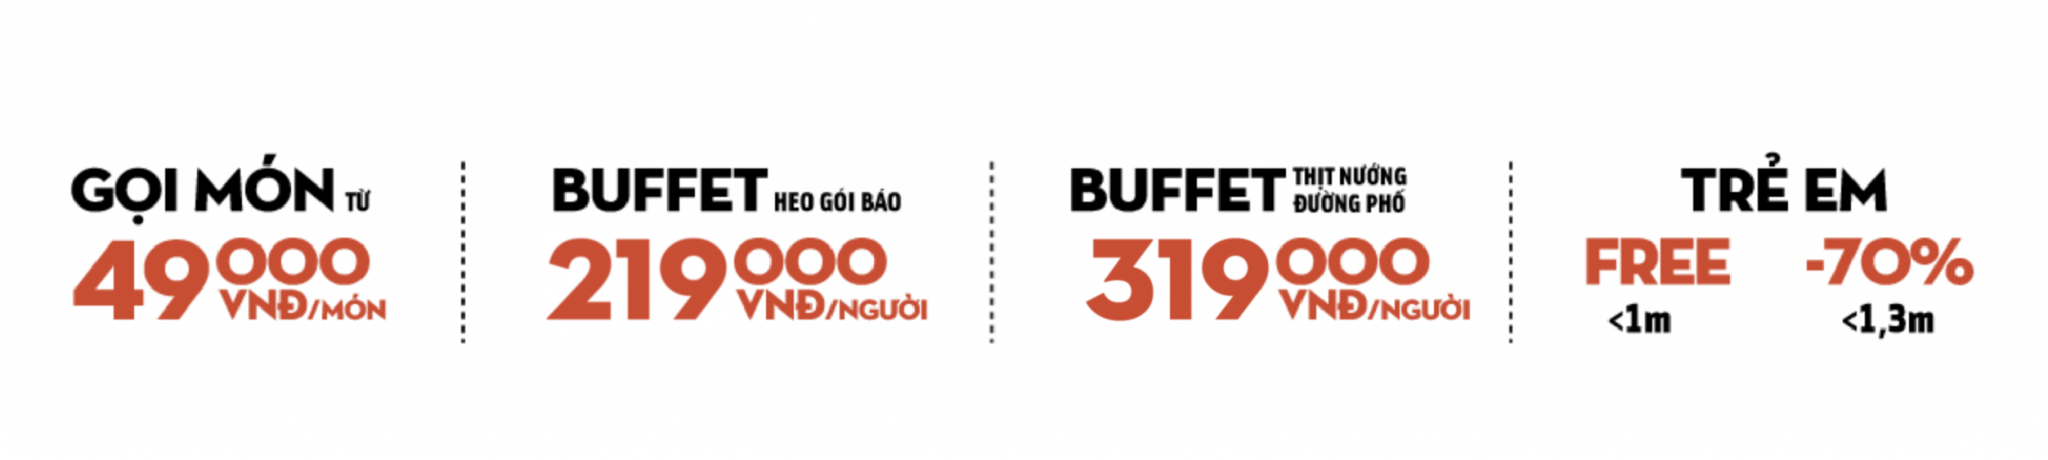 GỌI MÓN TỪ
49 000
VNĐ/MÓN
BUFFET HEO GÓI BÁO
219 000
VNĐ/NGƯỜI
BUFFET THỊT NƯỚNG
ĐƯỜNG PHỐ
319 000
VNĐ/NGƯỜI
TRẺ EM
FREE -70%
<1m <1,3m